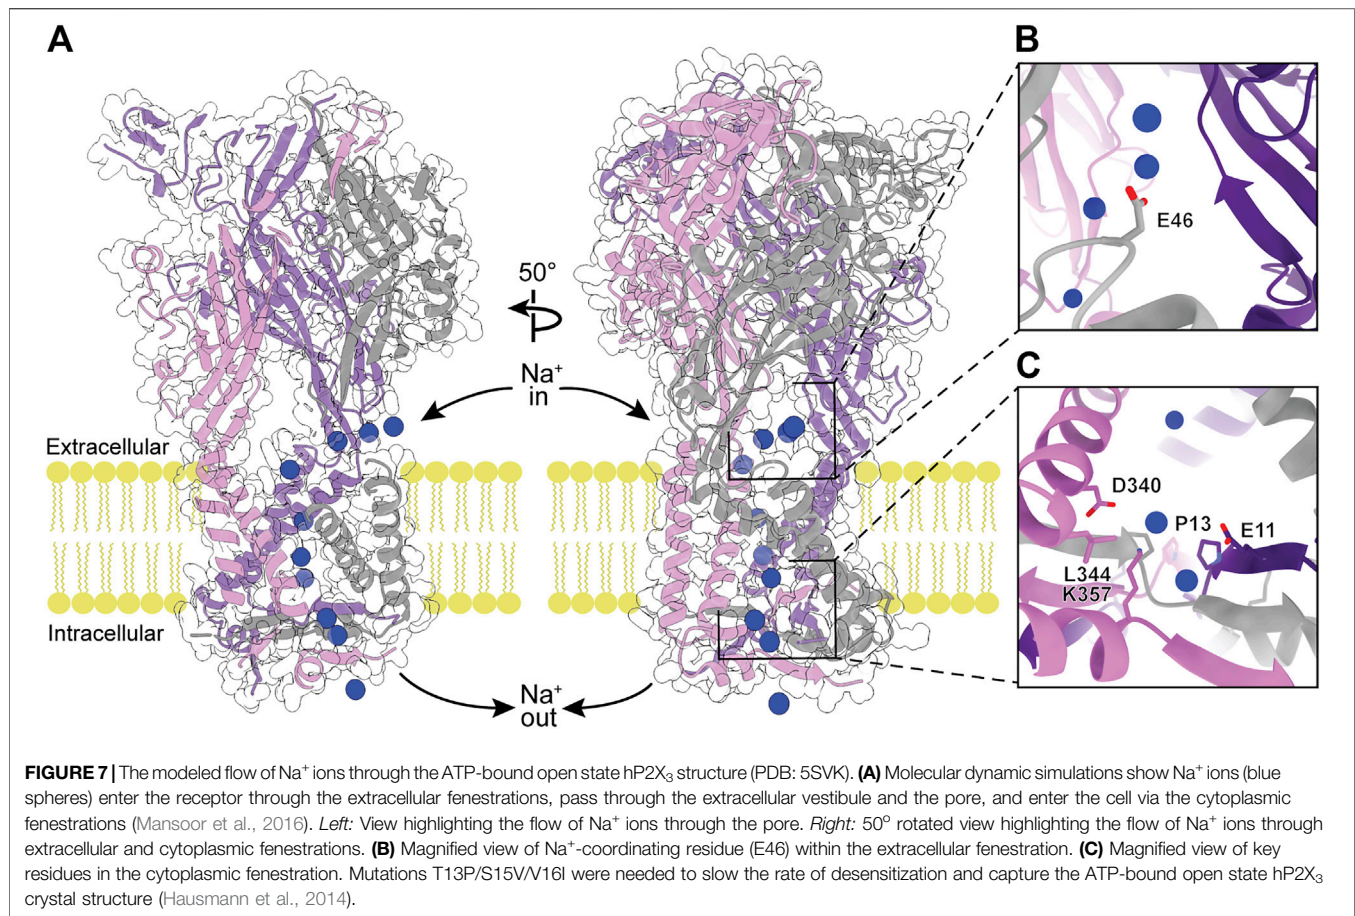 A
B
50°
E46
Na⁺
in
C
Extracellular
D340
P13
E11
L344
K357
Intracellular
Na⁺
out
FIGURE 7 | The modeled flow of Na⁺ ions through the ATP-bound open state hP2X₃ structure (PDB: 5SVK). (A) Molecular dynamic simulations show Na⁺ ions (blue
spheres) enter the receptor through the extracellular fenestrations, pass through the extracellular vestibule and the pore, and enter the cell via the cytoplasmic
fenestrations (Mansoor et al., 2016). Left: View highlighting the flow of Na⁺ ions through the pore. Right: 50° rotated view highlighting the flow of Na⁺ ions through
extracellular and cytoplasmic fenestrations. (B) Magnified view of Na⁺-coordinating residue (E46) within the extracellular fenestration. (C) Magnified view of key
residues in the cytoplasmic fenestration. Mutations T13P/S15V/V16I were needed to slow the rate of desensitization and capture the ATP-bound open state hP2X₃
crystal structure (Hausmann et al., 2014).